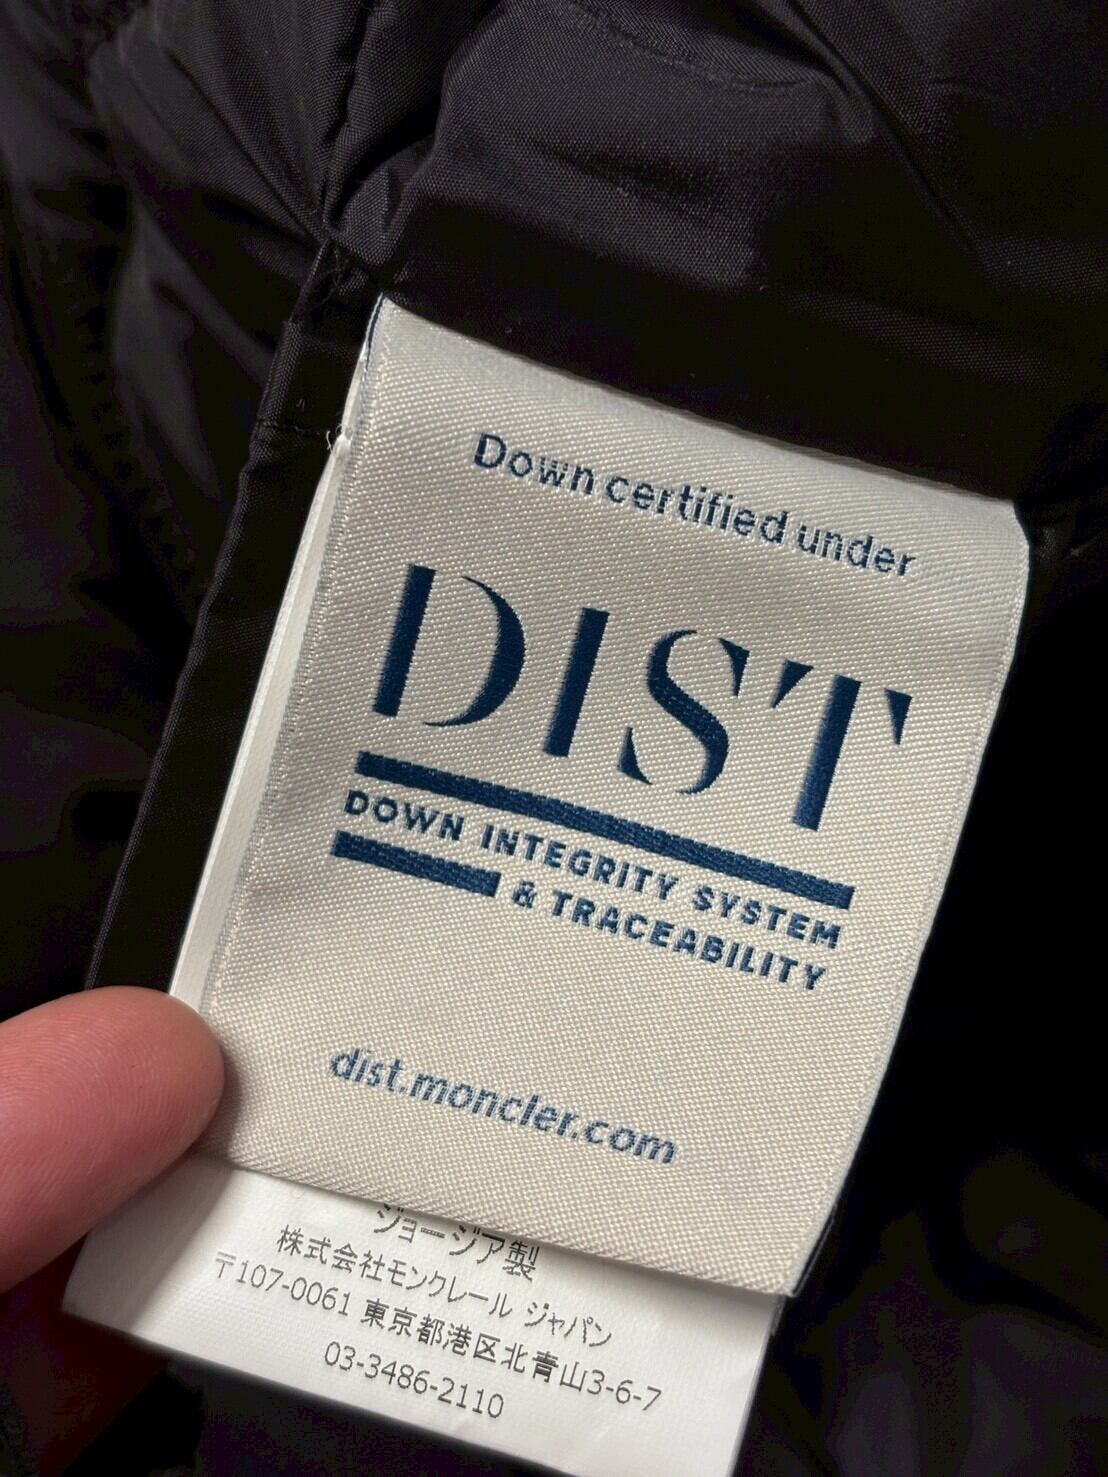 Down certified under
DIST
DOWN INTEGRITY SYSTEM
& TRACEABILITY
dist.moncler.com
ジョージア製
株式会社モンクレール ジャパン
〒107-0061 東京都港区北青山3-6-7
03-3486-2110